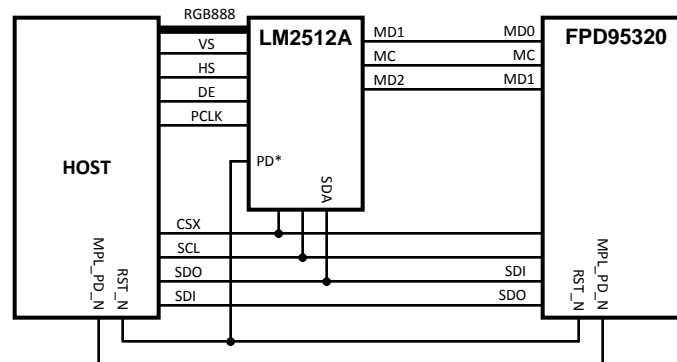 RGB888
VS
HS
DE
PCLK
LM2512A
MD1
MC
MD2
MD0
MC
MD1
FPD95320
HOST
PD*
SDA
CSX
SCL
SDO
SDI
SDI
SDO
MPL_PD_N
RST_N
RST_N
MPL_PD_N